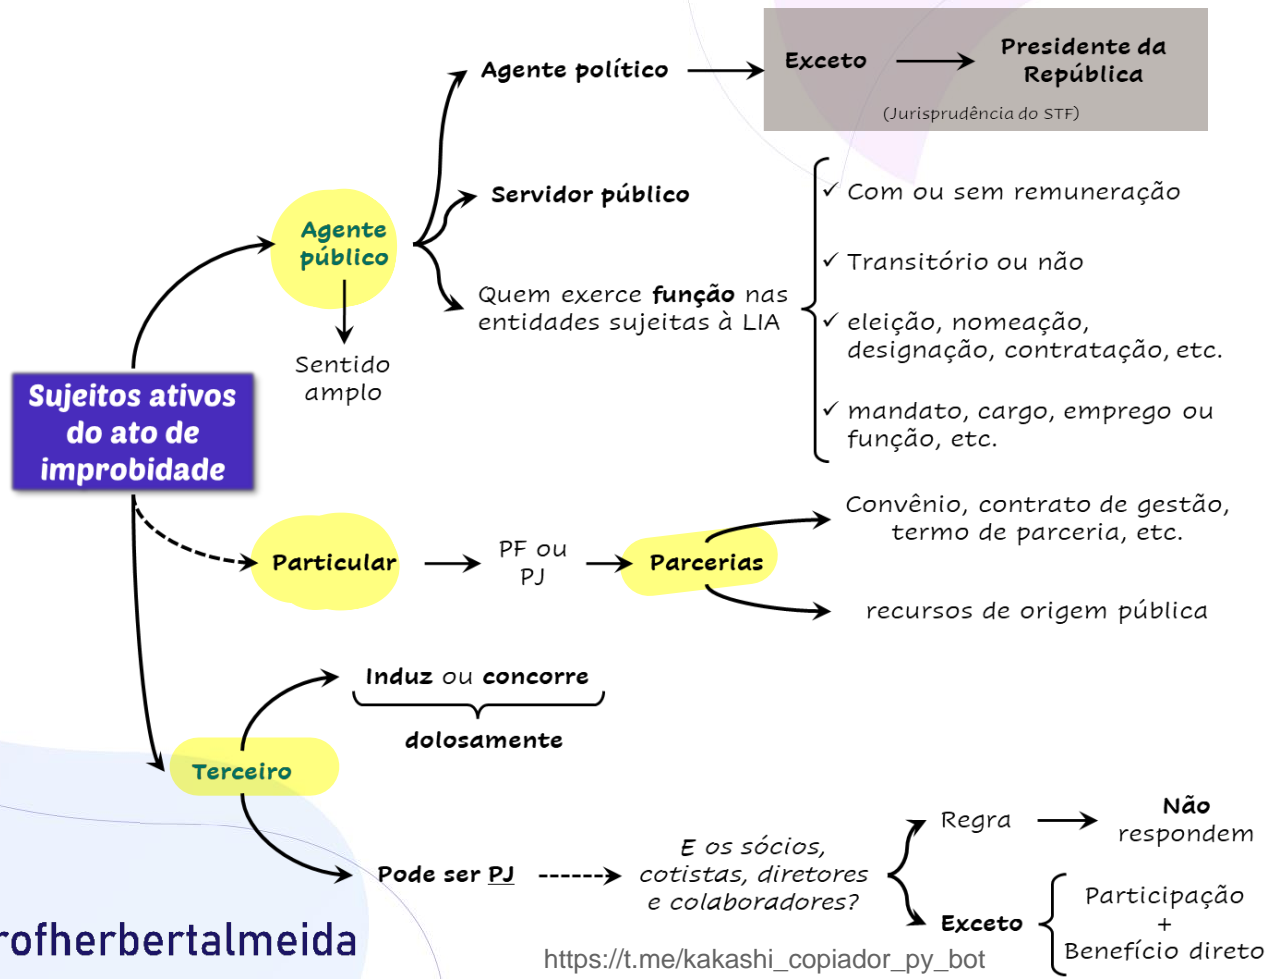 Agente político
Exceto
Presidente da
República
(Jurisprudência do STF)
Servidor público
Agente
público
Sentido
amplo
Quem exerce função nas
entidades sujeitas à LIA
✓ Com ou sem remuneração
✓ Transitório ou não
✓ eleição, nomeação,
designação, contratação, etc.
✓ mandato, cargo, emprego ou
função, etc.
Sujeitos ativos
do ato de
improbidade
Particular
PF ou
PJ
Parcerias
Convênio, contrato de gestão,
termo de parceria, etc.
recursos de origem pública
Terceiro
Induz ou concorre
dolosamente
Pode ser PJ
E os sócios,
cotistas, diretores
e colaboradores?
Regra
Não
respondem
Exceto
Participação
+
Benefício direto
rofherbertalmeida
https://t.me/kakashi_copiador_py_bot